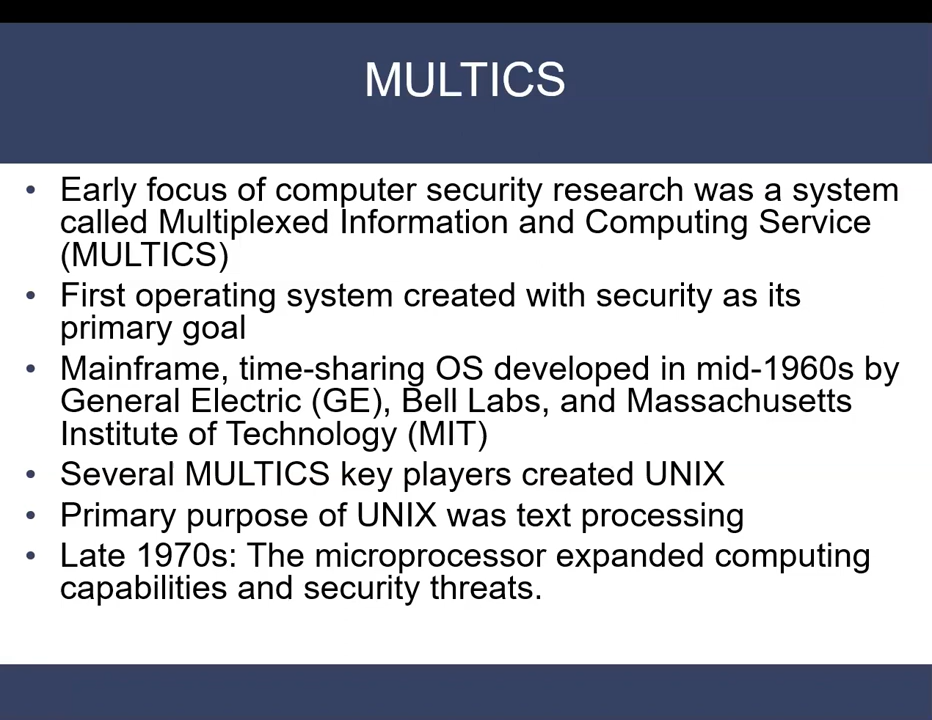 MULTICS
• Early focus of computer security research was a system
called Multiplexed Information and Computing Service
(MULTICS)
• First operating system created with security as its
primary goal
• Mainframe, time-sharing OS developed in mid-1960s by
General Electric (GE), Bell Labs, and Massachusetts
Institute of Technology (MIT)
• Several MULTICS key players created UNIX
• Primary purpose of UNIX was text processing
• Late 1970s: The microprocessor expanded computing
capabilities and security threats.